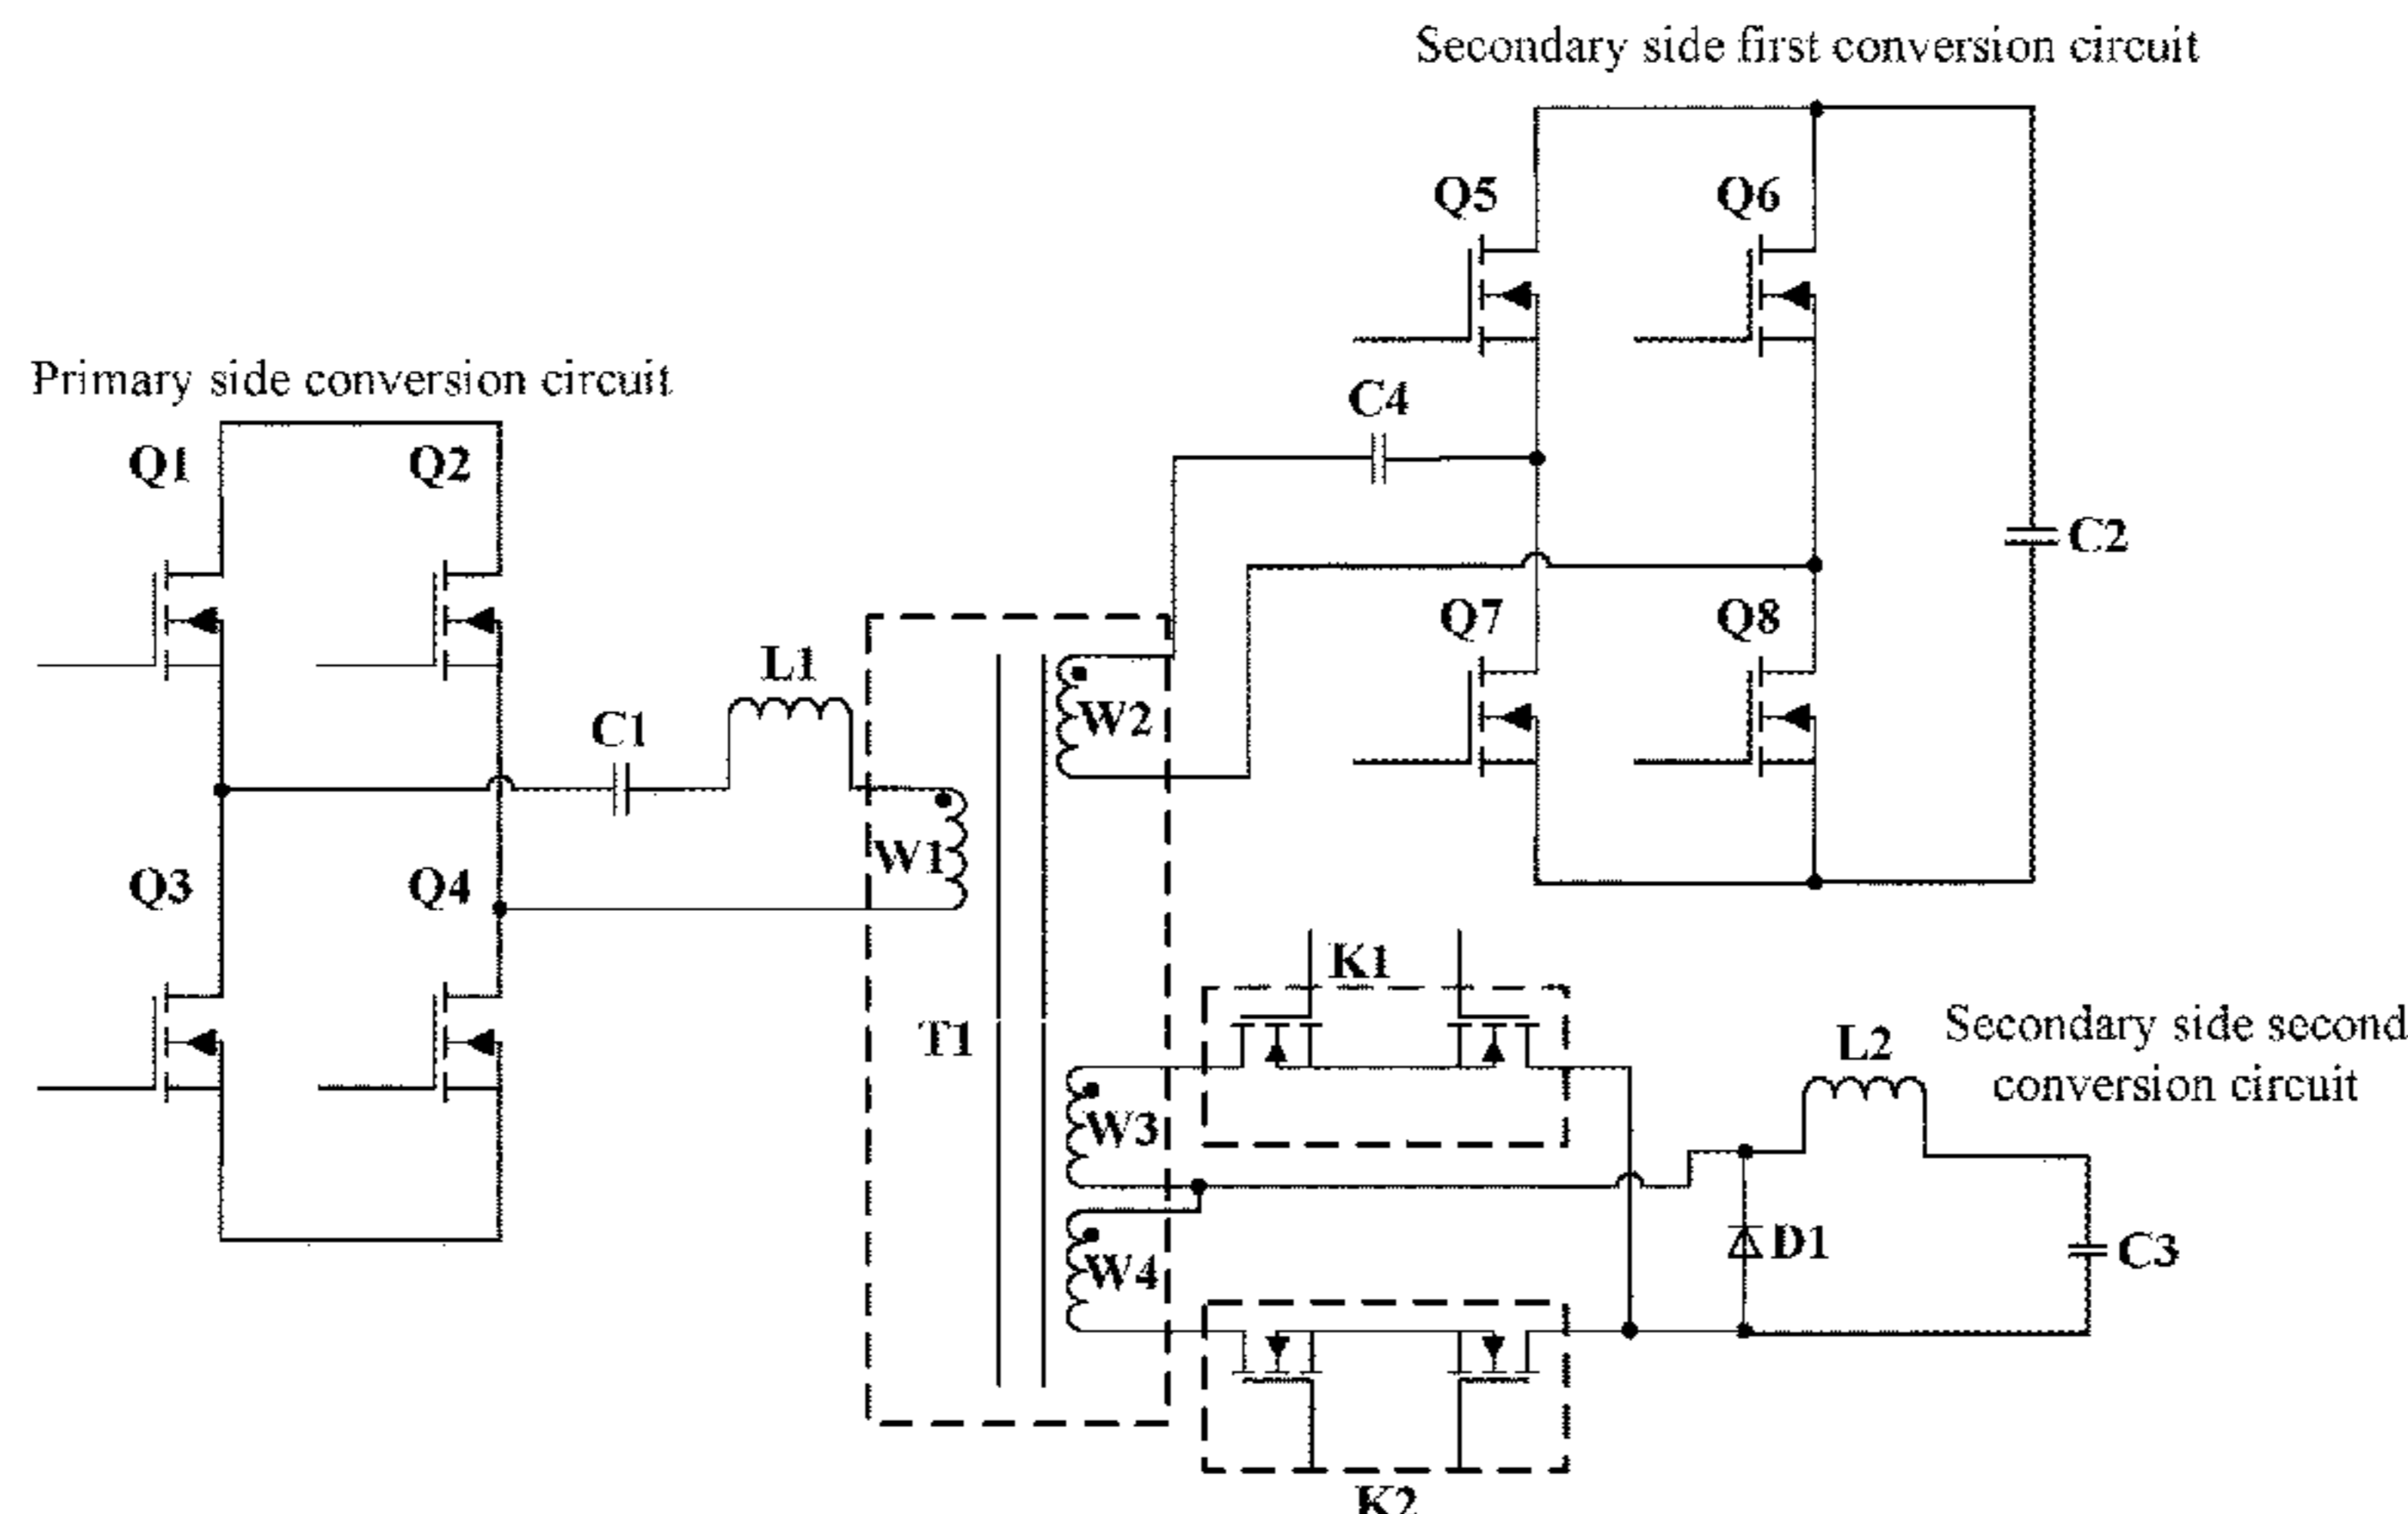 Secondary side first conversion circuit
Q5
Q6
Primary side conversion circuit
C4
Q1
Q2
C2
Q7
Q8
L1
W2
C1
W1
Q3
Q4
K1
T1
L2
Secondary side second
conversion circuit
W3
D1
C3
W4
K2